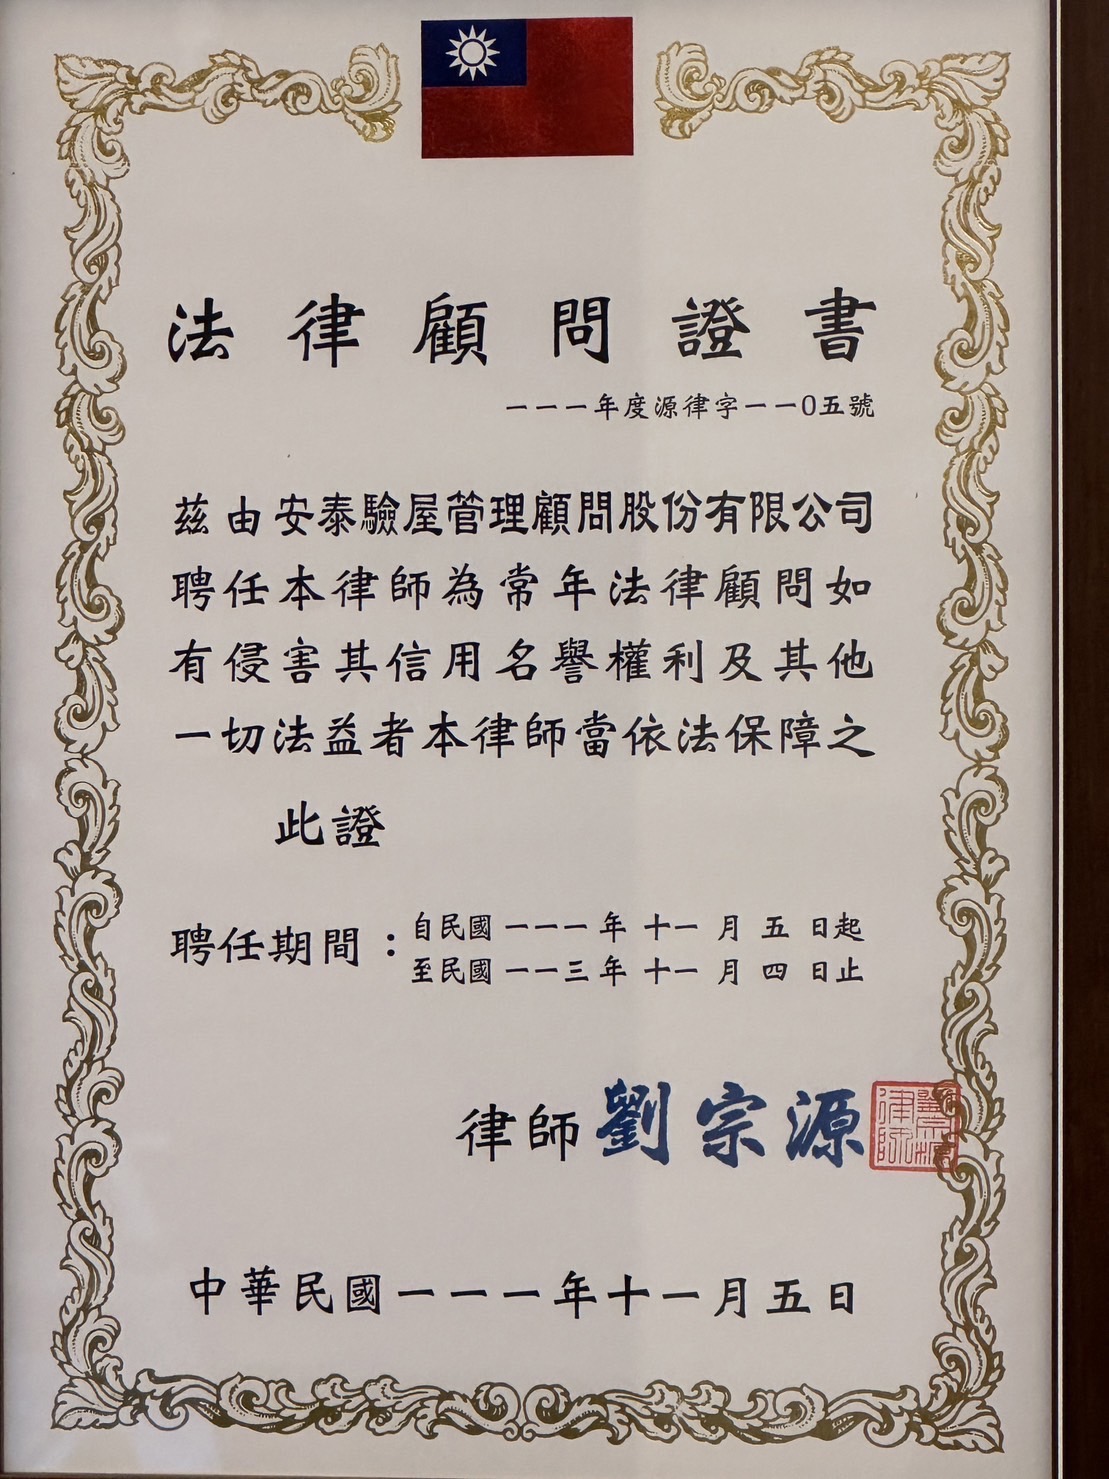 法律顧問證書
一一一年度源律字一一0五號
茲由安泰驗屋管理顧問股份有限公司
聘任本律師為常年法律顧問如
有侵害其信用名譽權利及其他
一切法益者本律師當依法保障之
此證
聘任期間：自民國一一一年十一月五日起
至民國一一三年十一月四日止
律師劉宗源
中華民國一一一年十一月五日